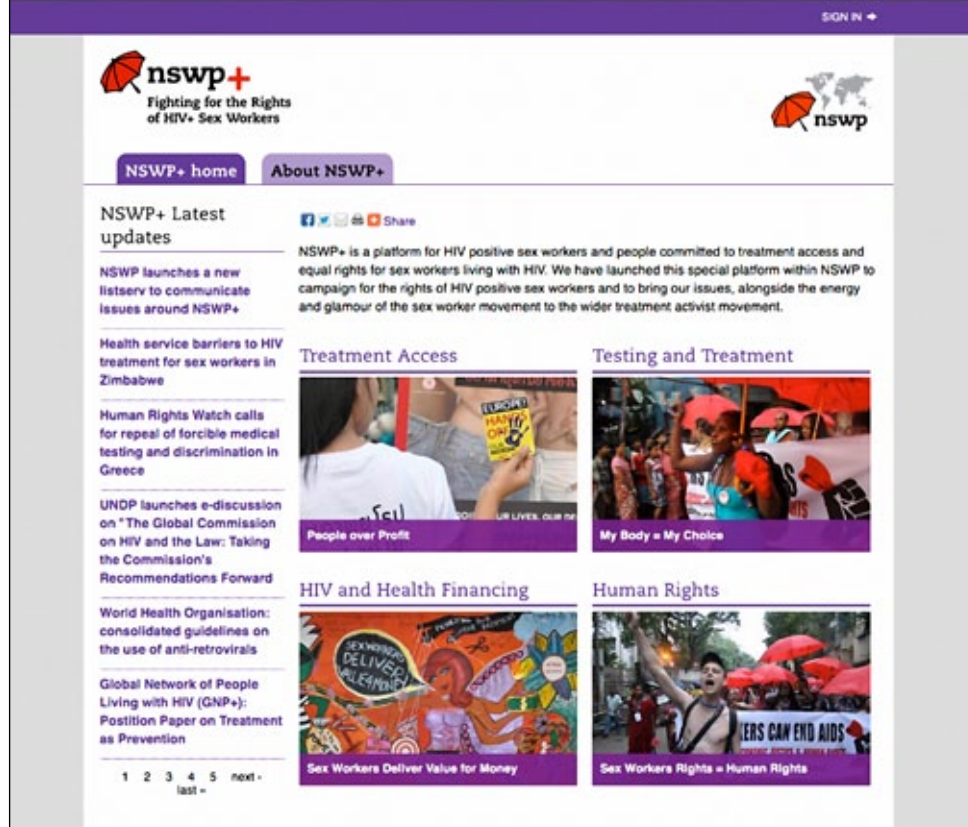 SIGN IN
nswp+
Fighting for the Rights
of HIV+ Sex Workers
nswp
NSWP+ home
About NSWP+
NSWP+ Latest
updates
NSWP launches a new
listserv to communicate
issues around NSWP+
Health service barriers to HIV
treatment for sex workers in
Zimbabwe
Human Rights Watch calls
for repeal of forcible medical
testing and discrimination in
Greece
UNDP launches e-discussion
on "The Global Commission
on HIV and the Law: Taking
the Commission's
Recommendations Forward
World Health Organisation:
consolidated guidelines on
the use of anti-retrovirals
Global Network of People
Living with HIV (GNP+):
Postition Paper on Treatment
as Prevention
1 2 3 4 5 next ›
last »
Share
NSWP+ is a platform for HIV positive sex workers and people committed to treatment access and
equal rights for sex workers living with HIV. We have launched this special platform within NSWP to
campaign for the rights of HIV positive sex workers and to bring our issues, alongside the energy
and glamour of the sex worker movement to the wider treatment activist movement.
Treatment Access
EUROPE!
HANDS
OFF
People over Profit
Testing and Treatment
My Body = My Choice
HIV and Health Financing
SEX WORKERS
DELIVER
VALUE 4 MONEY
Sex Workers Deliver Value for Money
Human Rights
ERS CAN END AIDS
Sex Workers Rights = Human Rights